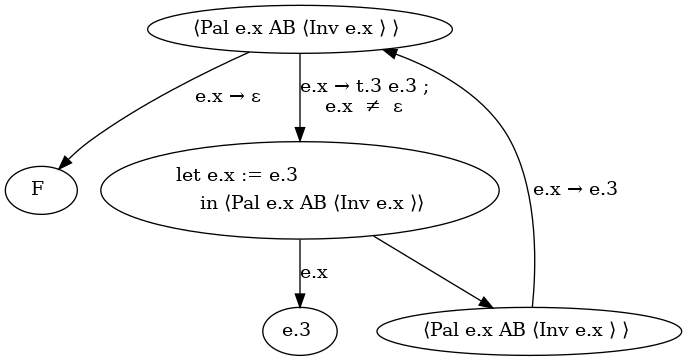 ⟨Pal e.x AB ⟨Inv e.x ⟩ ⟩
e.x → ε
e.x → t.3 e.3 ;
e.x ≠ ε
F
let e.x := e.3
in ⟨Pal e.x AB ⟨Inv e.x ⟩⟩
e.x → e.3
e.x
e.3
⟨Pal e.x AB ⟨Inv e.x ⟩ ⟩